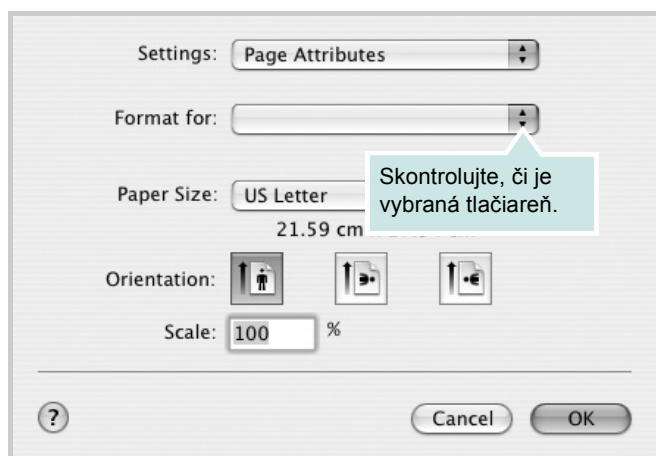 Settings: Page Attributes
Format for:
Skontrolujte, či je
vybraná tlačiareň.
Paper Size: US Letter
21.59 cm
Orientation:
Scale: 100 %
? Cancel OK